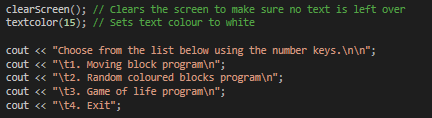 clearScreen(); // Clears the screen to make sure no text is left over
textcolor(15); // Sets text colour to white
cout << "Choose from the list below using the number keys.\n\n";
cout << "\t1. Moving block program\n";
cout << "\t2. Random coloured blocks program\n";
cout << "\t3. Game of life program\n";
cout << "\t4. Exit";